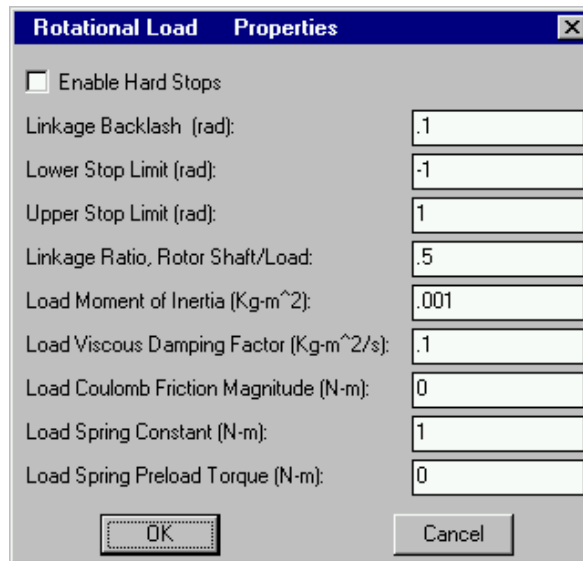 Rotational Load Properties
Enable Hard Stops
Linkage Backlash (rad): .1
Lower Stop Limit (rad): -1
Upper Stop Limit (rad): 1
Linkage Ratio, Rotor Shaft/Load: .5
Load Moment of Inertia (Kg-m^2): .001
Load Viscous Damping Factor (Kg-m^2/s): .1
Load Coulomb Friction Magnitude (N-m): 0
Load Spring Constant (N-m): 1
Load Spring Preload Torque (N-m): 0
OK Cancel